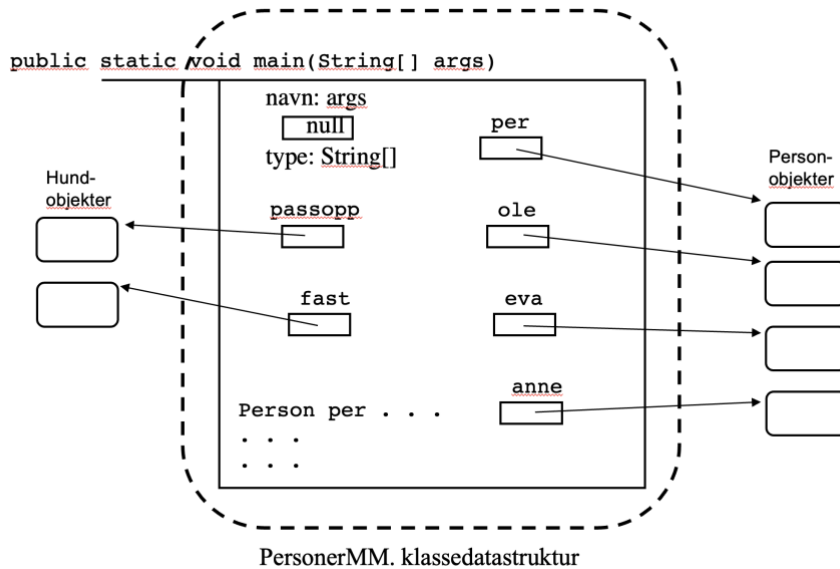 public static void main(String[] args)
navn: args
null
type: String[]
per
Person-
objekter
Hund-
objekter
passopp
ole
fast
eva
anne
Person per . . .
. . .
. . .
PersonerMM. klassedatastruktur